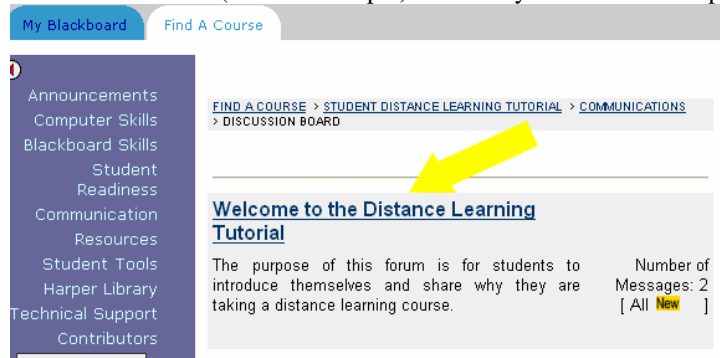 My Blackboard
Find A Course
Announcements
Computer Skills
Blackboard Skills
Student
Readiness
Communication
Resources
Student Tools
Harper Library
Technical Support
Contributors
FIND A COURSE > STUDENT DISTANCE LEARNING TUTORIAL > COMMUNICATIONS
> DISCUSSION BOARD
Welcome to the Distance Learning
Tutorial
The purpose of this forum is for students to
introduce themselves and share why they are
taking a distance learning course.
Number of
Messages: 2
[ All New ]